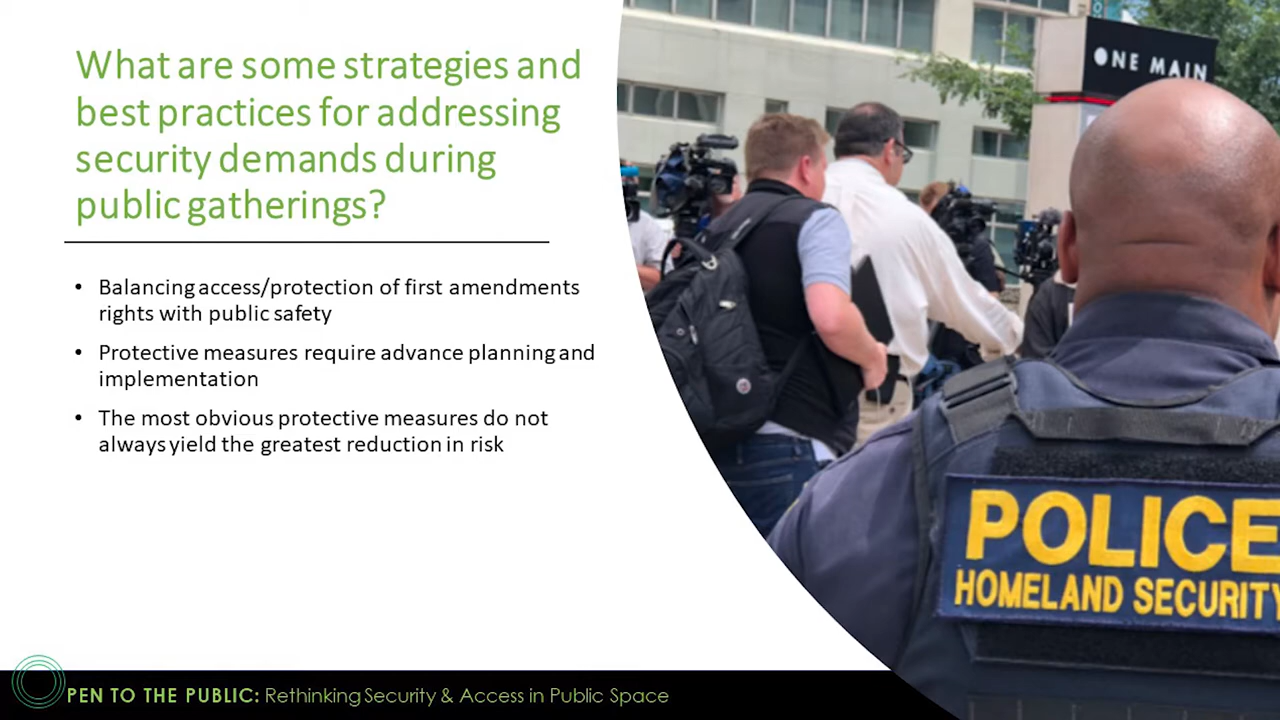 What are some strategies and
best practices for addressing
security demands during
public gatherings?
• Balancing access/protection of first amendments
rights with public safety
• Protective measures require advance planning and
implementation
• The most obvious protective measures do not
always yield the greatest reduction in risk
ONE MAIN
POLICE
HOMELAND SECURITY
PEN TO THE PUBLIC: Rethinking Security & Access in Public Space